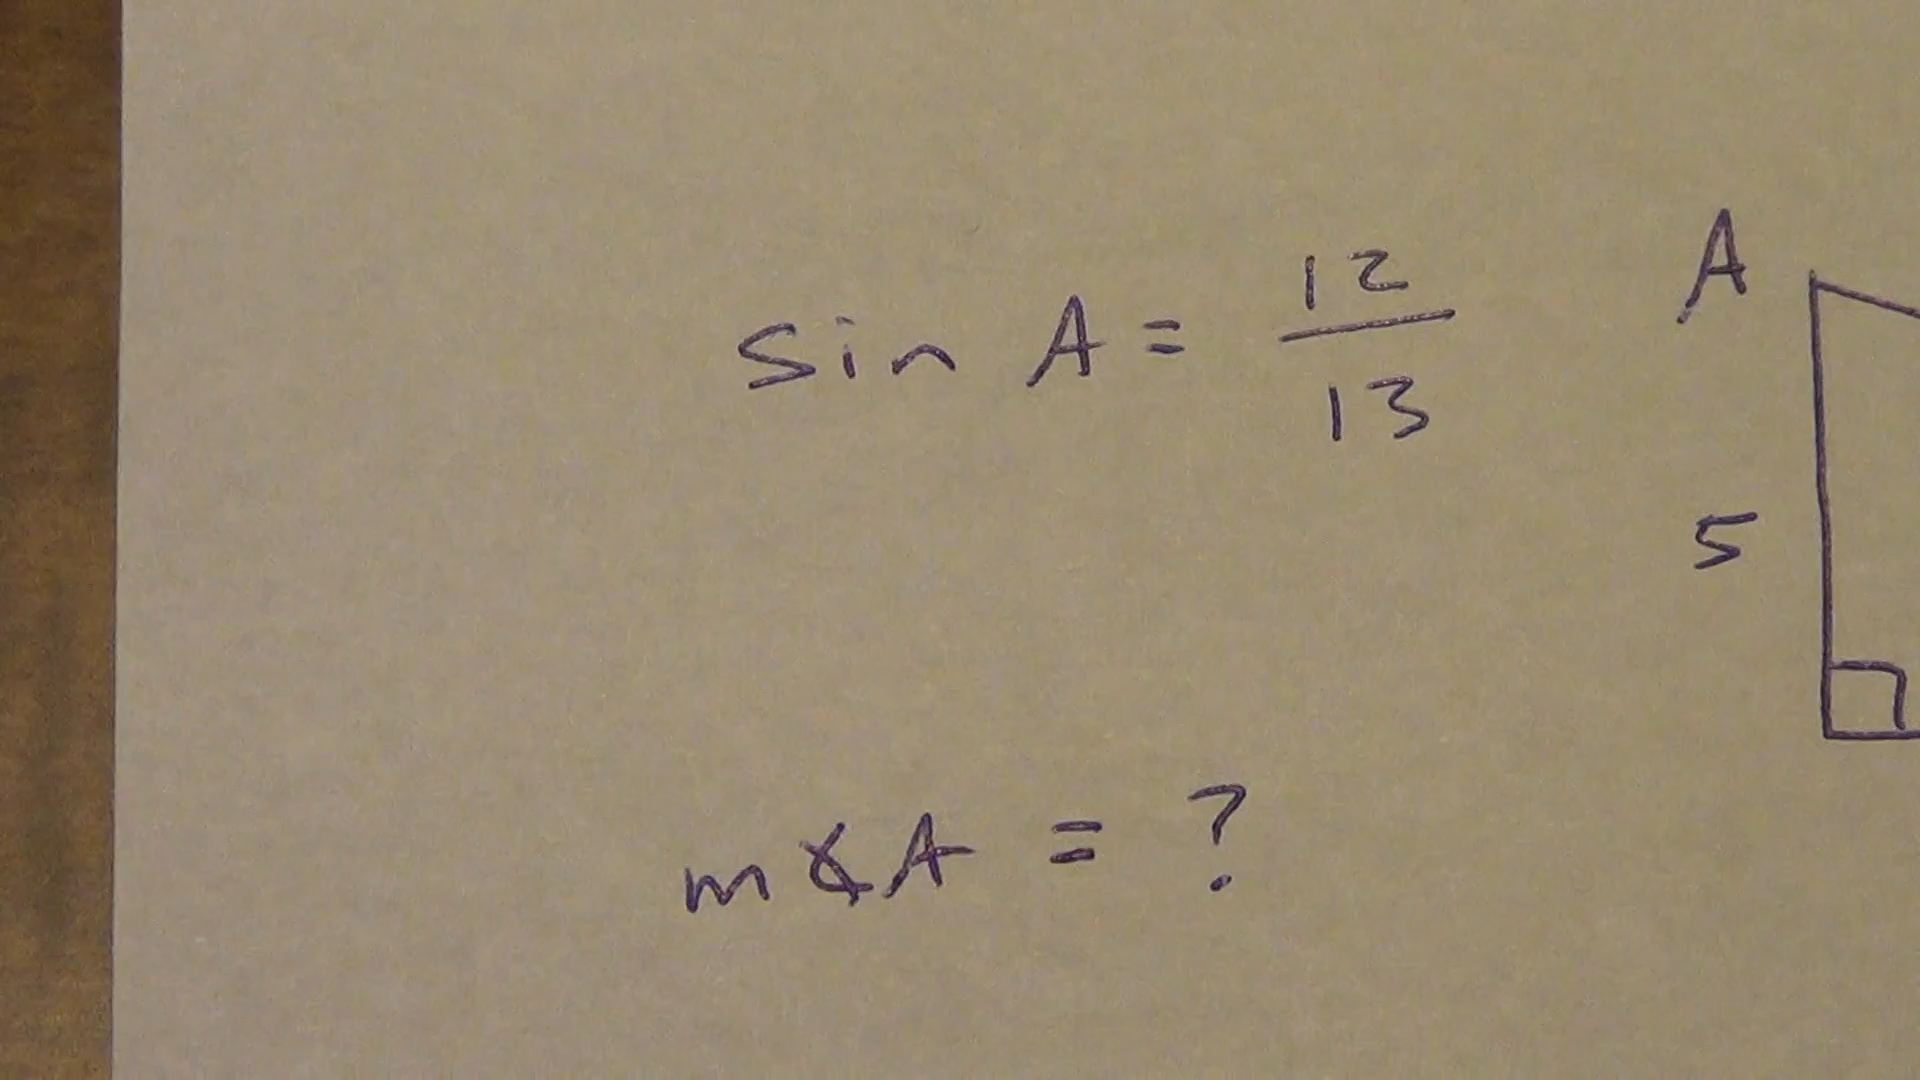 sin A = 12/13
A
5
m∡A = ?